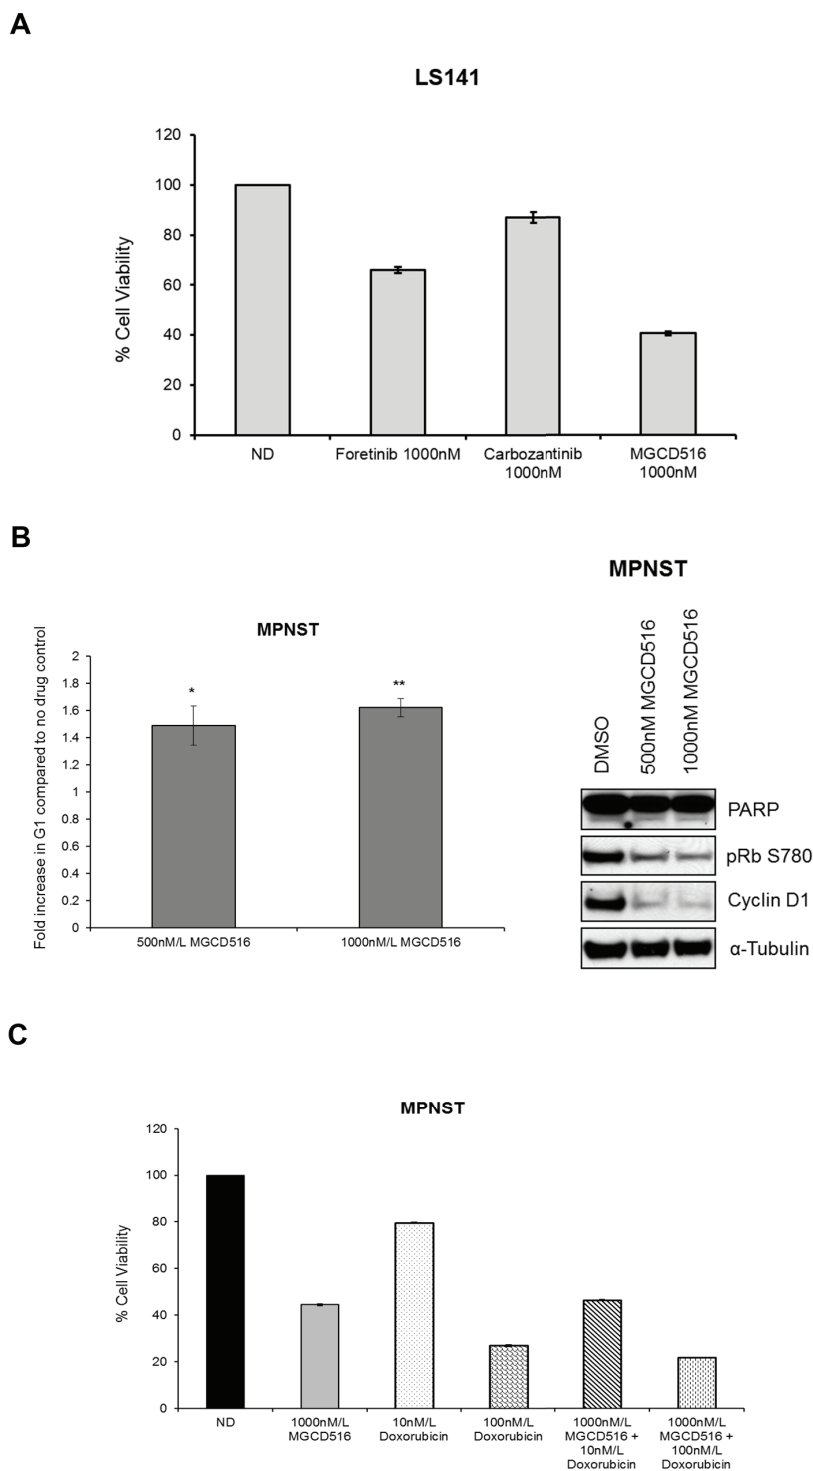 A
LS141
120
100
80
60
40
20
0
% Cell Viability
ND
Foretinib 1000nM
Carbozantinib
1000nM
MGCD516
1000nM
B
MPNST
2
1.8
1.6
1.4
1.2
1
0.8
0.6
0.4
0.2
0
Fold increase in G1 compared to no drug control
*
**
500nM/L MGCD516
1000nM/L MGCD516
MPNST
DMSO
500nM MGCD516
1000nM MGCD516
PARP
pRb S780
Cyclin D1
α-Tubulin
C
MPNST
120
100
80
60
40
20
0
% Cell Viability
ND
1000nM/L
MGCD516
10nM/L
Doxorubicin
100nM/L
Doxorubicin
1000nM/L
MGCD516 +
10nM/L
Doxorubicin
1000nM/L
MGCD516 +
100nM/L
Doxorubicin